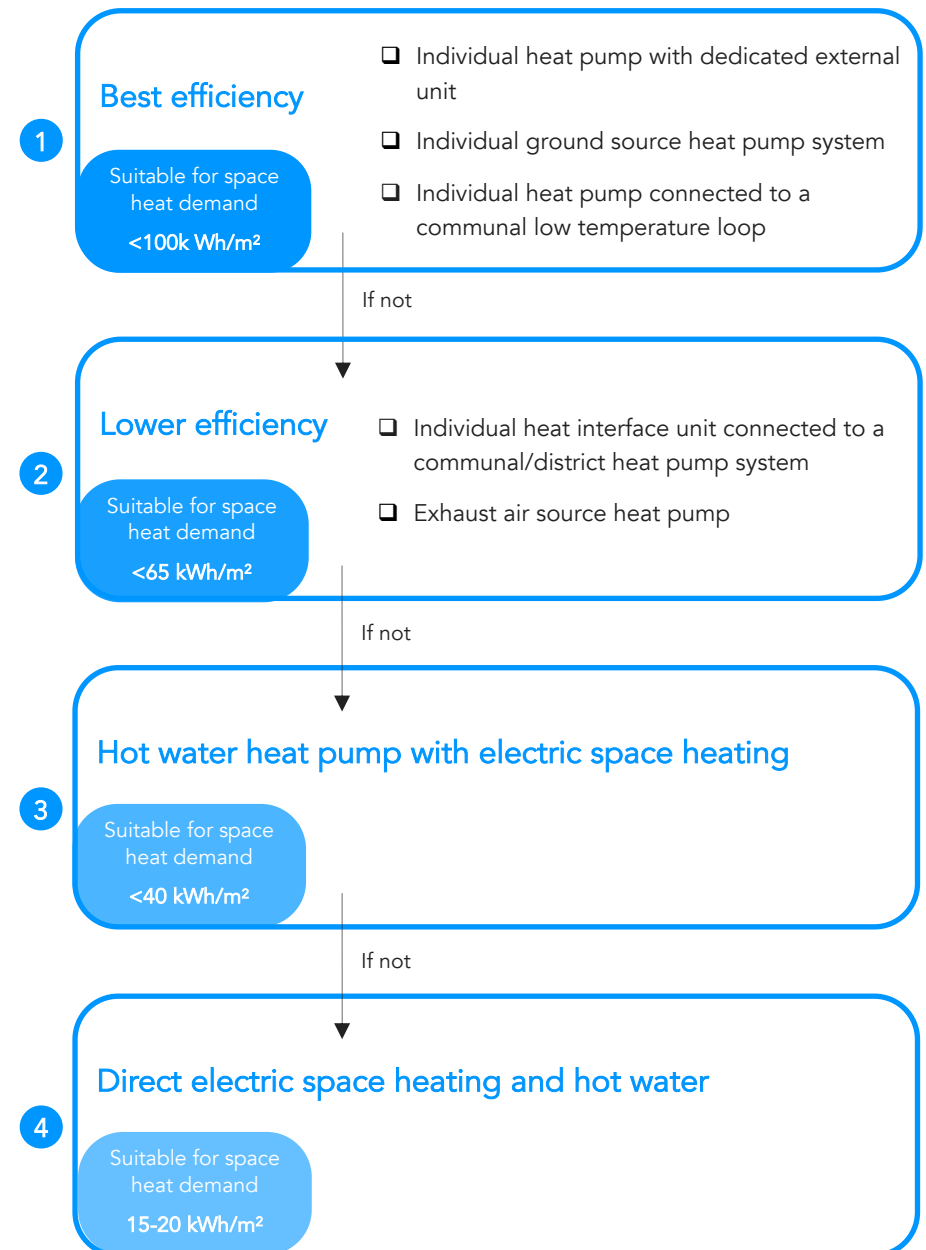 1
Best efficiency
Suitable for space
heat demand
<100k Wh/m²
❑ Individual heat pump with dedicated external
unit
❑ Individual ground source heat pump system
❑ Individual heat pump connected to a
communal low temperature loop
If not
2
Lower efficiency
Suitable for space
heat demand
<65 kWh/m²
❑ Individual heat interface unit connected to a
communal/district heat pump system
❑ Exhaust air source heat pump
If not
3
Hot water heat pump with electric space heating
Suitable for space
heat demand
<40 kWh/m²
If not
4
Direct electric space heating and hot water
Suitable for space
heat demand
15-20 kWh/m²